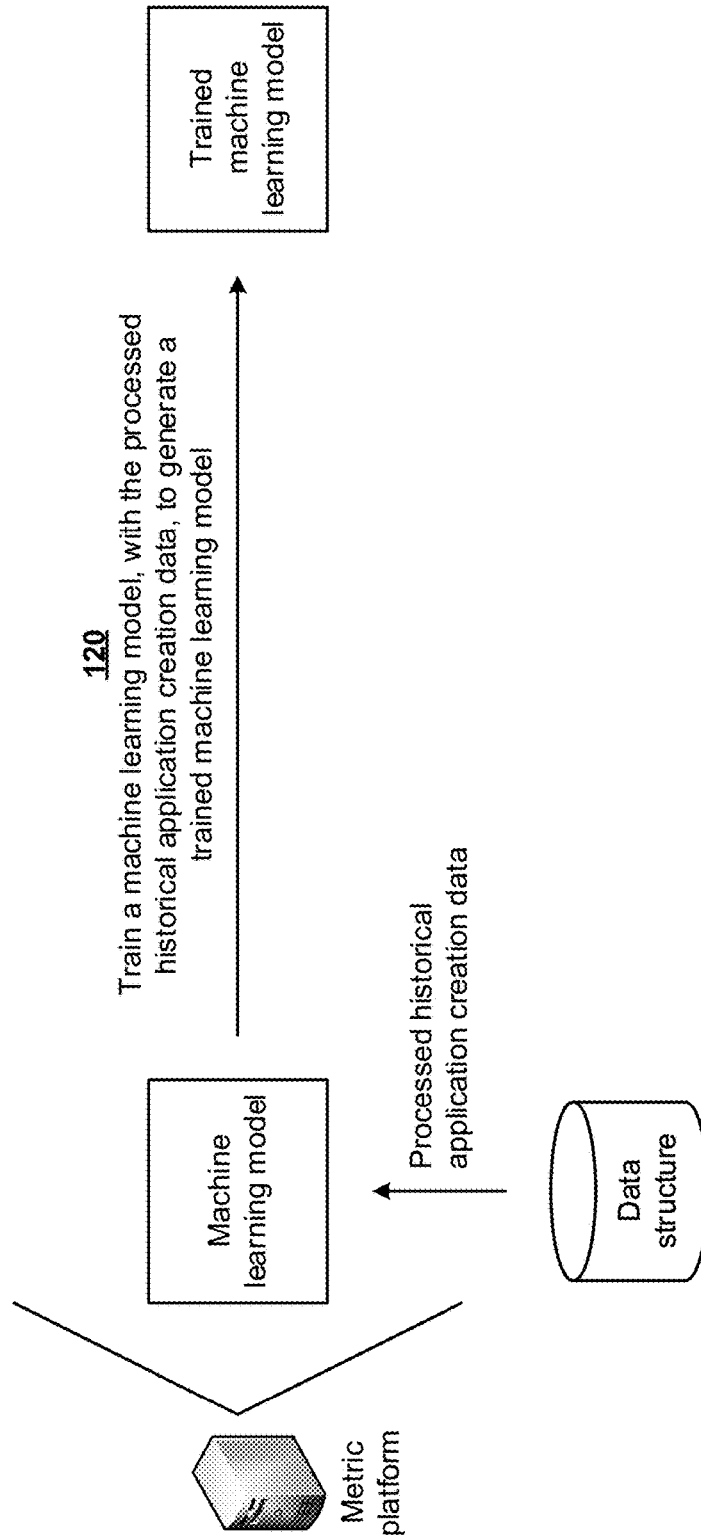 120
Train a machine learning model, with the processed
historical application creation data, to generate a
trained machine learning model
Metric
platform
Machine
learning model
Trained
machine
learning model
Processed historical
application creation data
Data
structure